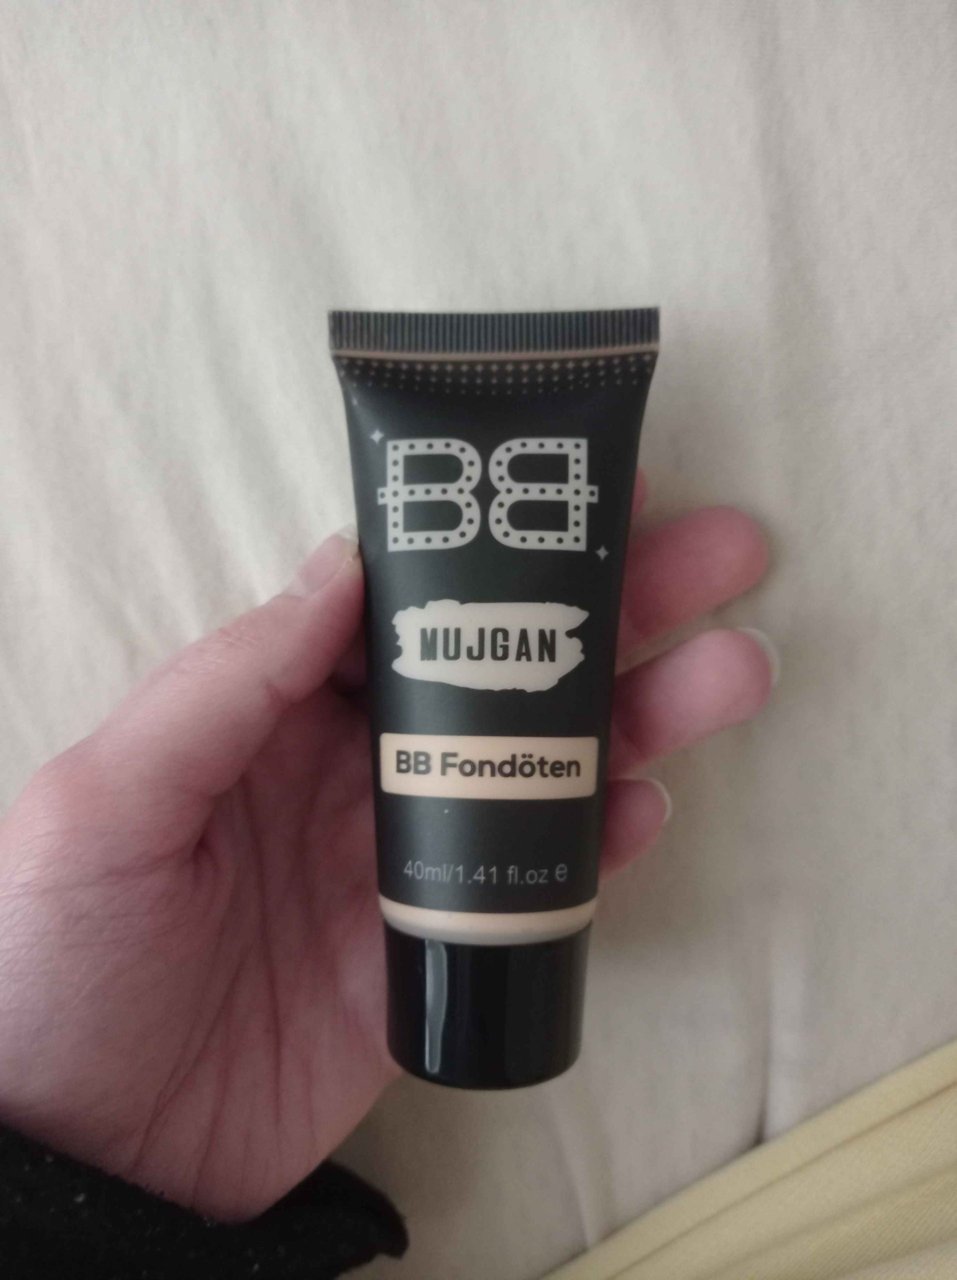 BB
MUJGAN
BB Fondöten
40ml/1.41 fl.oz ℮